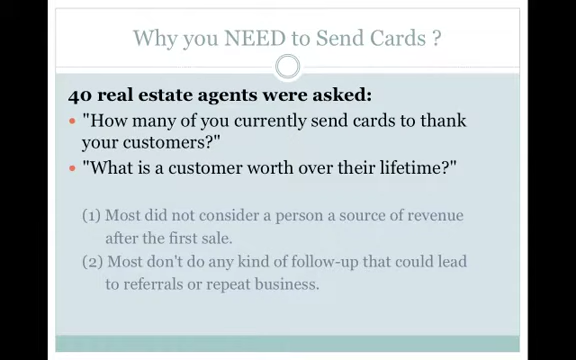 Why you NEED to Send Cards ?
40 real estate agents were asked:
• "How many of you currently send cards to thank
your customers?"
• "What is a customer worth over their lifetime?"
(1) Most did not consider a person a source of revenue
after the first sale.
(2) Most don't do any kind of follow-up that could lead
to referrals or repeat business.